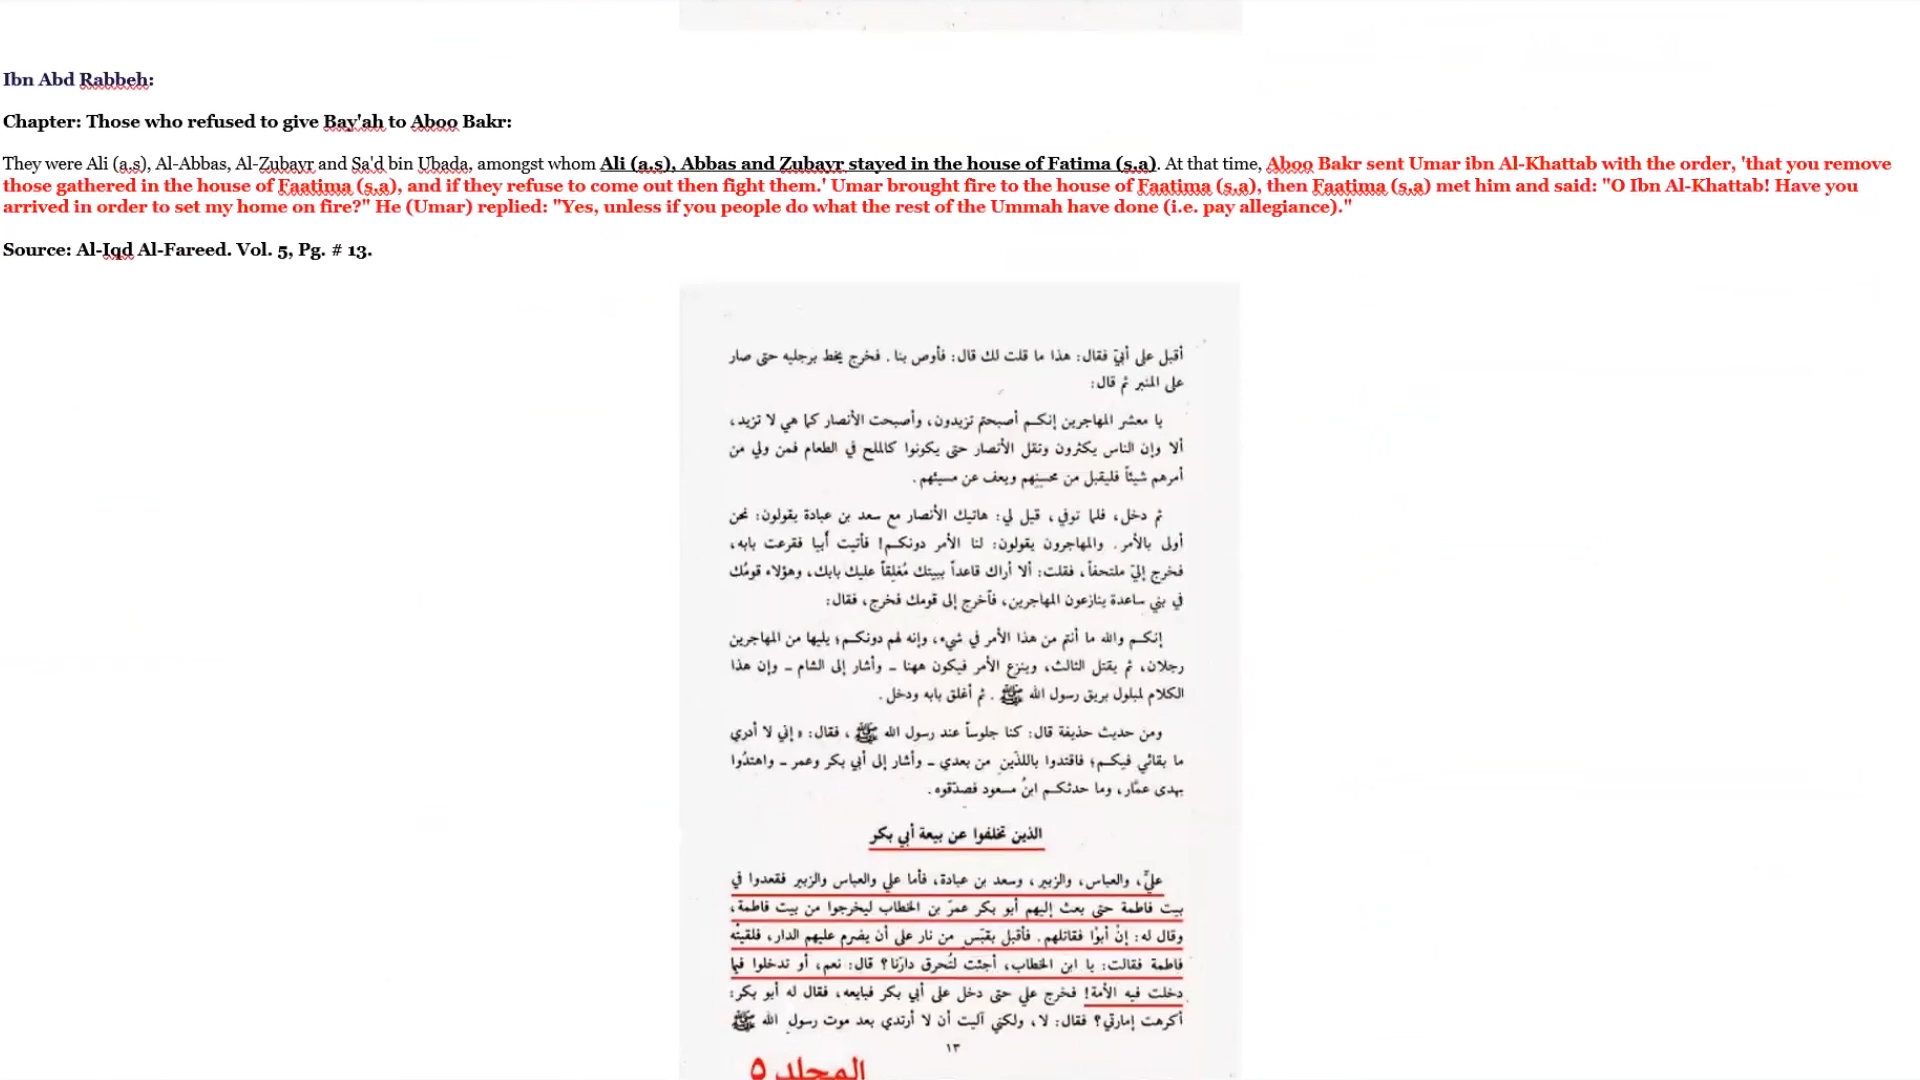 Ibn Abd Rabbeh:
Chapter: Those who refused to give Bay'ah to Aboo Bakr:
They were Ali (a.s), Al-Abbas, Al-Zubayr and Sa'd bin Ubada, amongst whom Ali (a.s), Abbas and Zubayr stayed in the house of Fatima (s.a). At that time, Aboo Bakr sent Umar ibn Al-Khattab with the order, 'that you remove
those gathered in the house of Faatima (s.a), and if they refuse to come out then fight them.' Umar brought fire to the house of Faatima (s.a), then Faatima (s.a) met him and said: "O Ibn Al-Khattab! Have you
arrived in order to set my home on fire?" He (Umar) replied: "Yes, unless if you people do what the rest of the Ummah have done (i.e. pay allegiance)."
Source: Al-Iqd Al-Fareed. Vol. 5, Pg. # 13.
أقبل على أبيّ فقال: هذا ما قلت لك قال: فأوص بنا. فخرج يخط برجليه حتى صار
على المنبر ثم قال:
يا معشر المهاجرين إنكم أصبحتم تزيدون، وأصبحت الأنصار كما هي لا تزيد،
ألا وإن الناس يكثرون وتقل الأنصار حتى يكونوا كالملح في الطعام فمن ولي من
أمرهم شيئاً فليقبل من محسنهم ويعف عن مسيئهم.
ثم دخل، فلما توفي، قيل لي: هاتيك الأنصار مع سعد بن عبادة يقولون: نحن
أولى بالأمر. والمهاجرون يقولون: لنا الأمر دونكم! فأتيت أبيا فقرعت بابه،
فخرج إليّ ملتحفاً، فقلت: ألا أراك قاعداً ببيتك مُغلِقاً عليك بابك، وهؤلاء قومُك
في بني ساعدة ينازعون المهاجرين، فاخرج إلى قومك فخرج، فقال:
إنكم والله ما أنتم من هذا الأمر في شيء، وإنه لهم دونكم؛ يليها من المهاجرين
رجلان، ثم يقتل الثالث، وينزع الأمر فيكون ههنا - وأشار إلى الشام - وإن هذا
الكلام لمبلول بريق رسول الله ﷺ. ثم أغلق بابه ودخل.
ومن حديث حذيفة قال: كنا جلوساً عند رسول الله ﷺ، فقال: « إني لا أدري
ما بقائي فيكم؛ فاقتدوا باللذَين من بعدي - وأشار إلى أبي بكر وعمر - واهتدُوا
بهدى عمَّار، وما حدثكم ابنُ مسعود فصدّقوه.
الذين تخلفوا عن بيعة أبي بكر
عليٌّ، والعباس، والزبير، وسعد بن عبادة، فأما علي والعباس والزبير فقعدوا في
بيت فاطمة حتى بعث إليهم أبو بكر عمرَ بن الخطاب ليخرجوا من بيت فاطمة،
وقال له: إنْ أبوْا فقاتلهم. فأقبل بقبَس من نار على أن يضرم عليهم الدار، فلقيتْه
فاطمة فقالت: يا ابن الخطاب، أجئت لتُحرق دارَنا؟ قال: نعم، أو تدخلوا فيما
دخلت فيه الأمة! فخرج علي حتى دخل على أبي بكر فبايعه، فقال له أبو بكر:
أكرهت إمارتي؟ فقال: لا، ولكني آليت أن لا أرتدي بعد موت رسول الله ﷺ
١٣
المجلد ٥